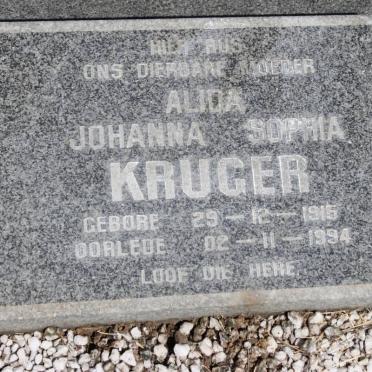 HIER RUS
ONS DIERBARE MOEDER
ALIDA
JOHANNA SOPHIA
KRUGER
GEBORE 29-12-1915
OORLEDE 02-11-1994
LOOF DIE HERE